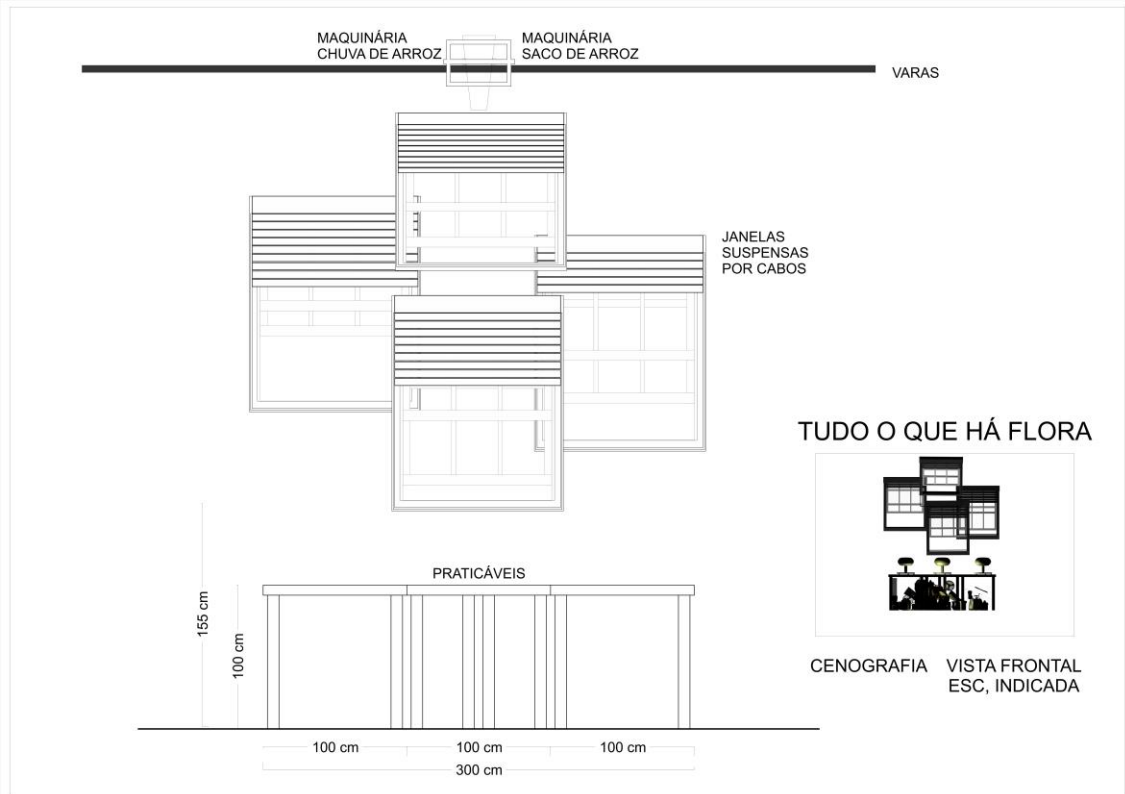 MAQUINÁRIA
CHUVA DE ARROZ
MAQUINÁRIA
SACO DE ARROZ
VARAS
JANELAS
SUSPENSAS
POR CABOS
TUDO O QUE HÁ FLORA
PRATICÁVEIS
155 cm
100 cm
CENOGRAFIA VISTA FRONTAL
ESC, INDICADA
100 cm 100 cm 100 cm
300 cm